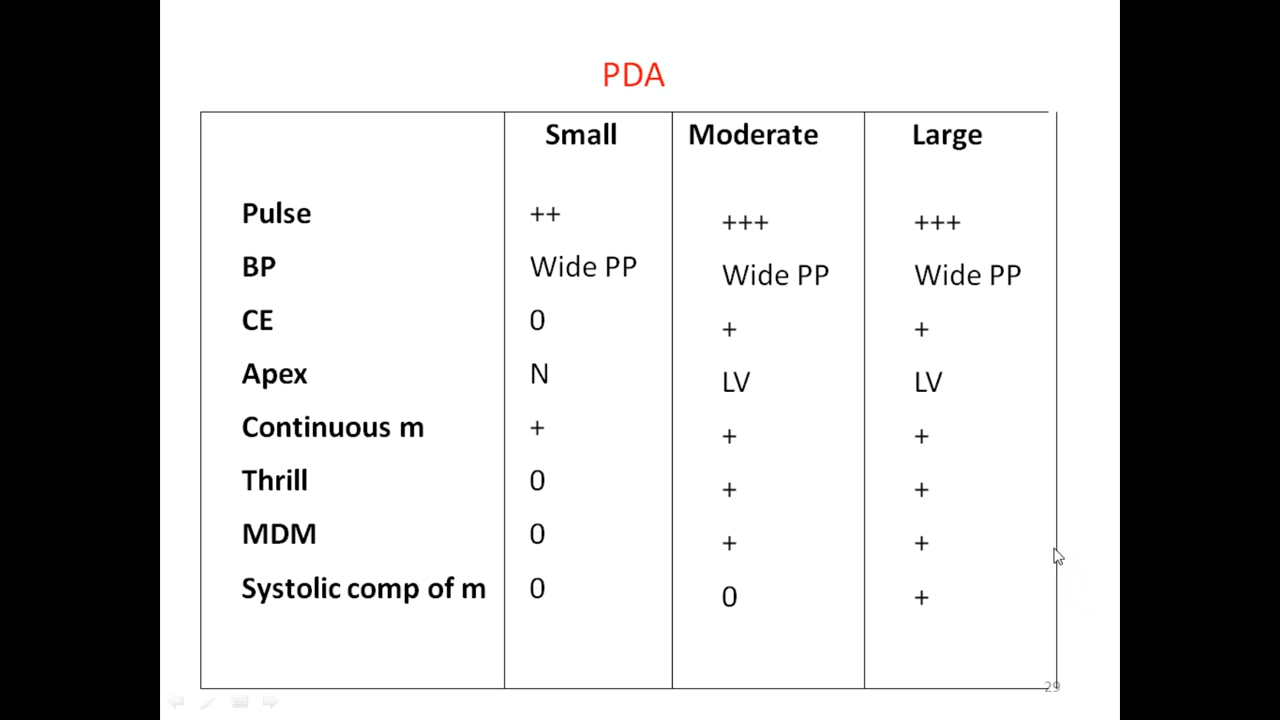 PDA
Small Moderate Large
Pulse ++ +++ +++
BP Wide PP Wide PP Wide PP
CE 0 + +
Apex N LV LV
Continuous m + + +
Thrill 0 + +
MDM 0 + +
Systolic comp of m 0 0 +
29